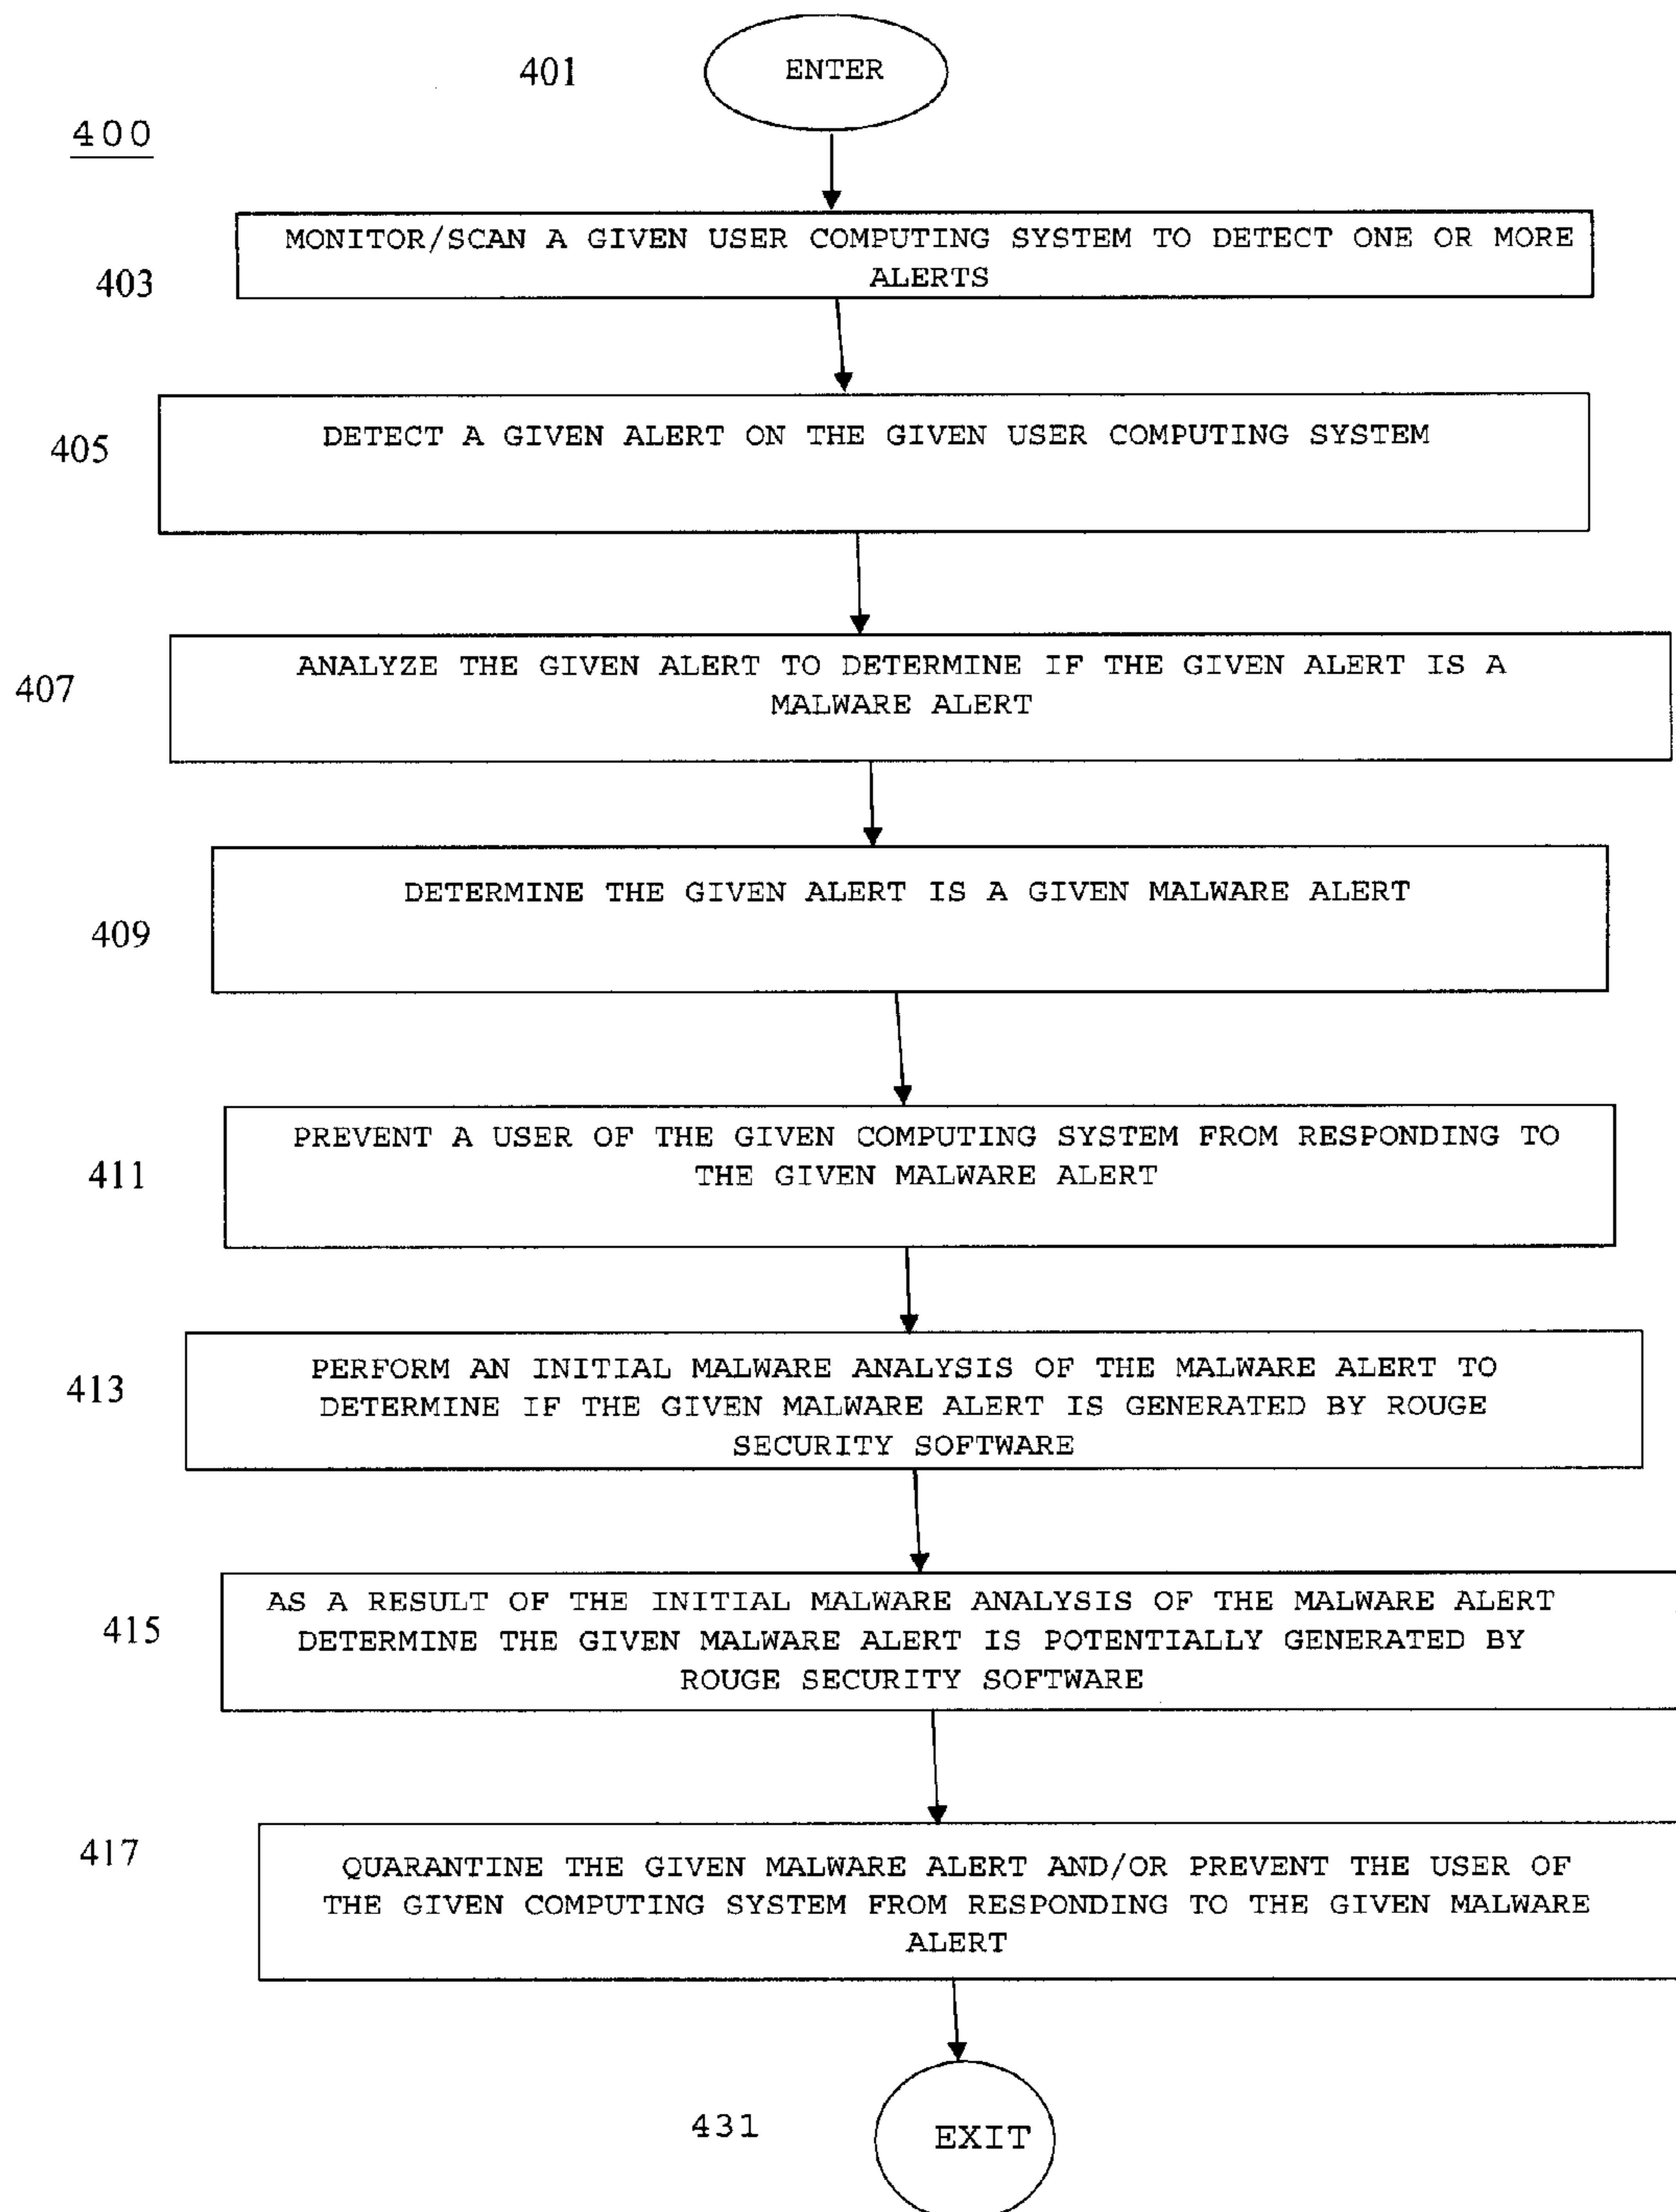 401
ENTER
400
MONITOR/SCAN A GIVEN USER COMPUTING SYSTEM TO DETECT ONE OR MORE
ALERTS
403
DETECT A GIVEN ALERT ON THE GIVEN USER COMPUTING SYSTEM
405
ANALYZE THE GIVEN ALERT TO DETERMINE IF THE GIVEN ALERT IS A
MALWARE ALERT
407
DETERMINE THE GIVEN ALERT IS A GIVEN MALWARE ALERT
409
PREVENT A USER OF THE GIVEN COMPUTING SYSTEM FROM RESPONDING TO
THE GIVEN MALWARE ALERT
411
PERFORM AN INITIAL MALWARE ANALYSIS OF THE MALWARE ALERT TO
DETERMINE IF THE GIVEN MALWARE ALERT IS GENERATED BY ROUGE
SECURITY SOFTWARE
413
AS A RESULT OF THE INITIAL MALWARE ANALYSIS OF THE MALWARE ALERT
DETERMINE THE GIVEN MALWARE ALERT IS POTENTIALLY GENERATED BY
ROUGE SECURITY SOFTWARE
415
QUARANTINE THE GIVEN MALWARE ALERT AND/OR PREVENT THE USER OF
THE GIVEN COMPUTING SYSTEM FROM RESPONDING TO THE GIVEN MALWARE
ALERT
417
431
EXIT